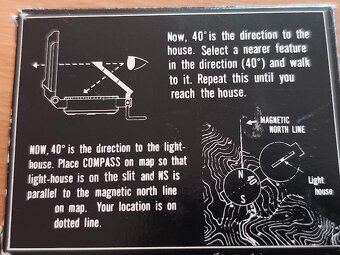 Now, 40° is the direction to the
house. Select a nearer feature
in the direction (40°) and walk
to it. Repeat this until you
reach the house.
MAGNETIC
NORTH LINE
NOW, 40° is the direction to the light-
house. Place COMPASS on map so that
light-house is on the slit and NS is
parallel to the magnetic north line
on map. Your location is on
dotted line.
N
40
S
Light
house